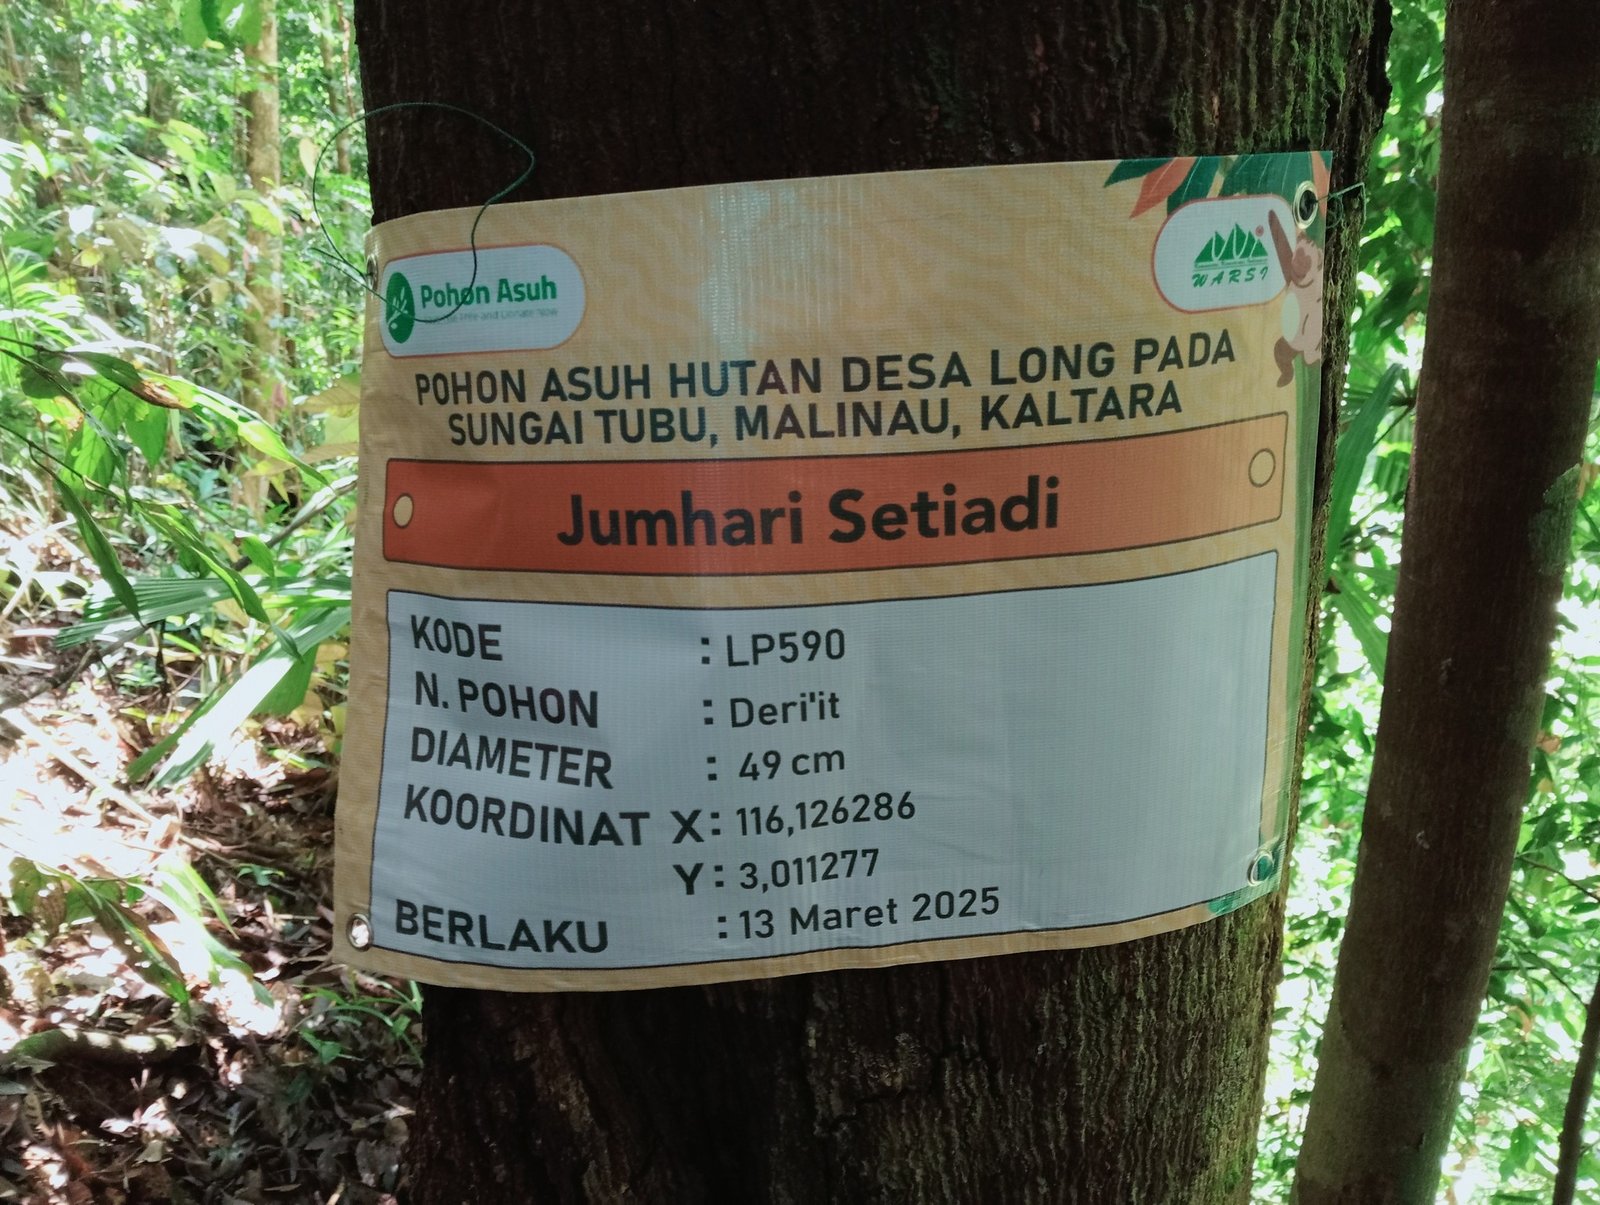 Pohon Asuh
POHON ASUH HUTAN DESA LONG PADA
SUNGAI TUBU, MALINAU, KALTARA
WARSI
Jumhari Setiadi
KODE : LP590
N. POHON : Deri'it
DIAMETER : 49 cm
KOORDINAT X : 116,126286
Y : 3,011277
BERLAKU : 13 Maret 2025